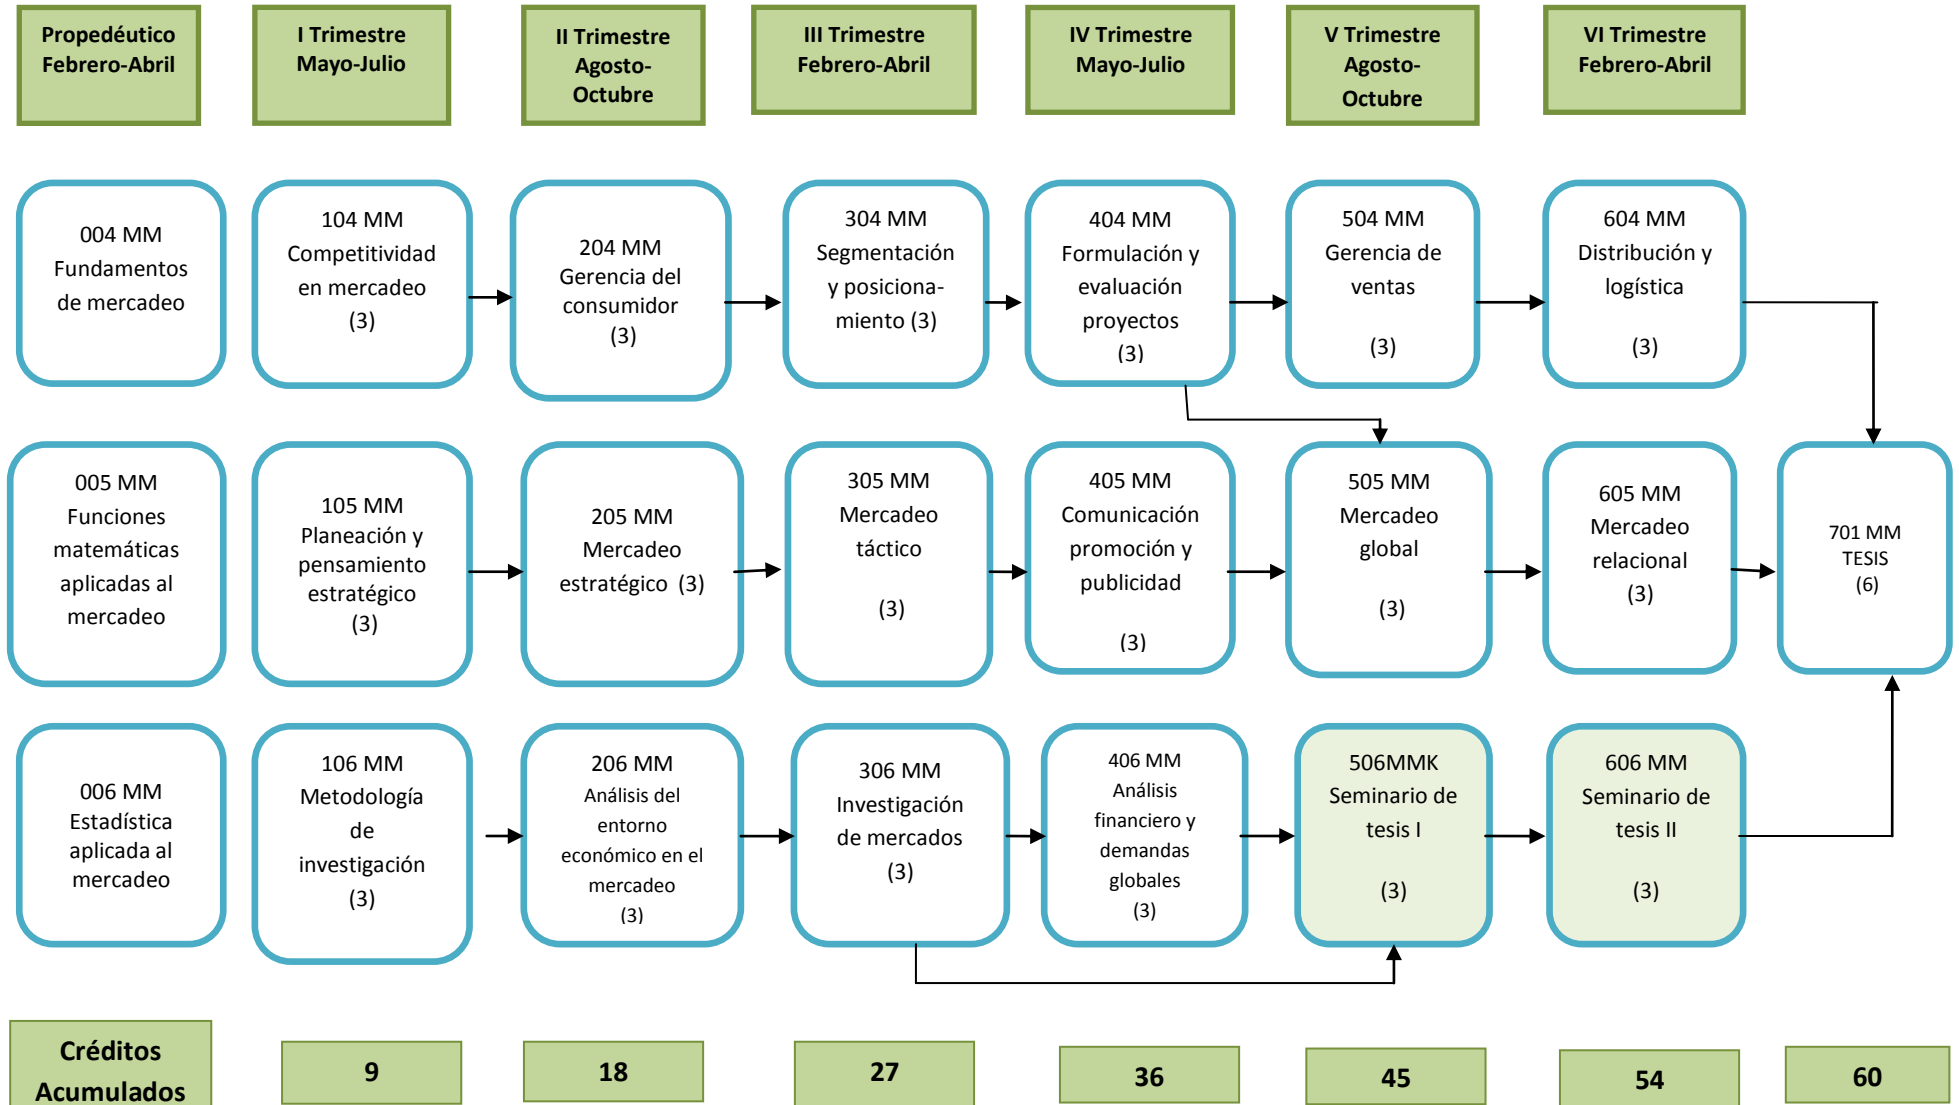 Propedéutico
Febrero-Abril
I Trimestre
Mayo-Julio
II Trimestre
Agosto-
Octubre
III Trimestre
Febrero-Abril
IV Trimestre
Mayo-Julio
V Trimestre
Agosto-
Octubre
VI Trimestre
Febrero-Abril
004 MM
Fundamentos
de mercadeo
104 MM
Competitividad
en mercadeo
(3)
204 MM
Gerencia del
consumidor
(3)
304 MM
Segmentación
y posiciona-
miento (3)
404 MM
Formulación y
evaluación
proyectos
(3)
504 MM
Gerencia de
ventas
(3)
604 MM
Distribución y
logística
(3)
005 MM
Funciones
matemáticas
aplicadas al
mercadeo
105 MM
Planeación y
pensamiento
estratégico
(3)
205 MM
Mercadeo
estratégico (3)
305 MM
Mercadeo
táctico
(3)
405 MM
Comunicación
promoción y
publicidad
(3)
505 MM
Mercadeo
global
(3)
605 MM
Mercadeo
relacional
(3)
701 MM
TESIS
(6)
006 MM
Estadística
aplicada al
mercadeo
106 MM
Metodología
de
investigación
(3)
206 MM
Análisis del
entorno
económico en el
mercadeo
(3)
306 MM
Investigación
de mercados
(3)
406 MM
Análisis
financiero y
demandas
globales
(3)
506MMK
Seminario de
tesis I
(3)
606 MM
Seminario de
tesis II
(3)
Créditos
Acumulados
9
18
27
36
45
54
60